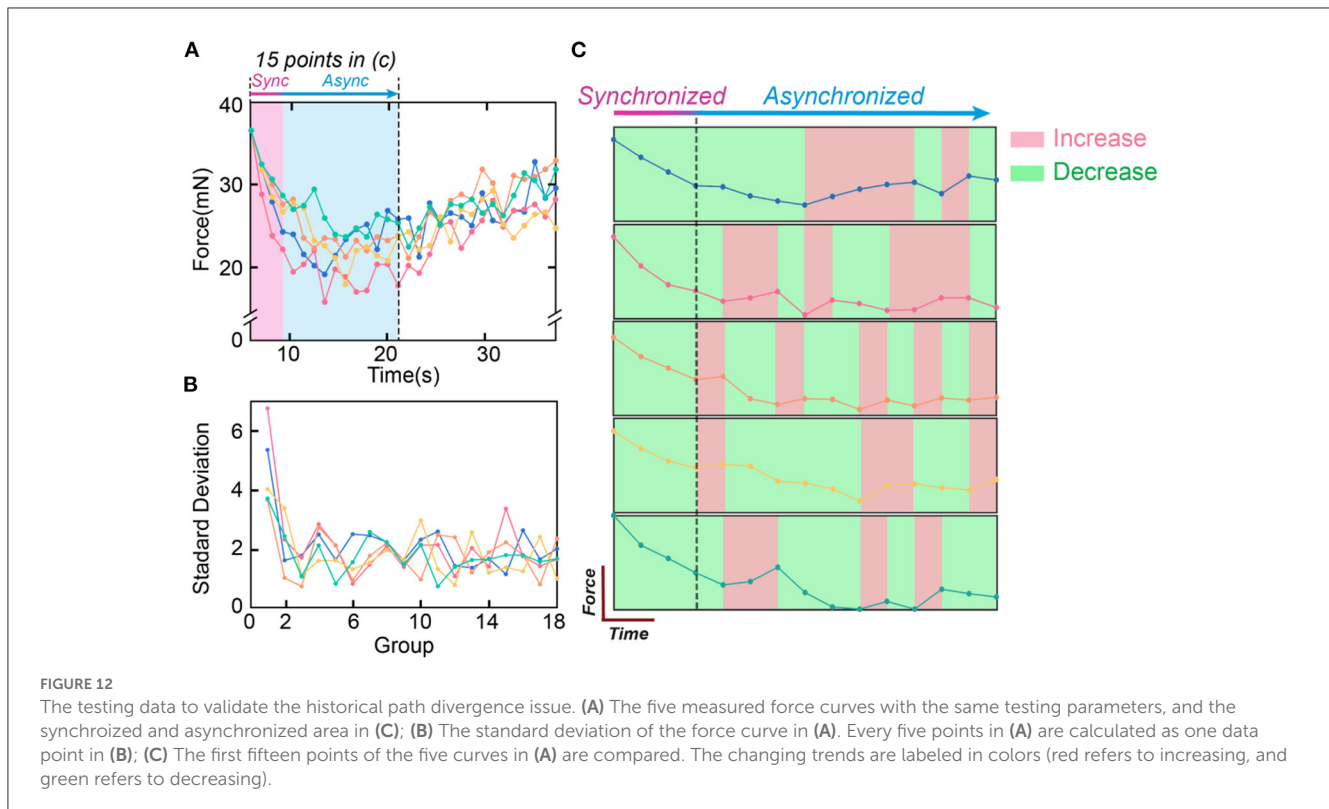 A
15 points in (c)
Sync
Async
40
30
20
0
Force(mN)
10
20
30
Time(s)
B
6
4
2
0
Stadard Deviation
0
2
6
10
14
18
Group
C
Synchronized
Asynchronized
Increase
Decrease
Force
Time
FIGURE 12
The testing data to validate the historical path divergence issue. (A) The five measured force curves with the same testing parameters, and the
synchroized and asynchronized area in (C); (B) The standard deviation of the force curve in (A). Every five points in (A) are calculated as one data
point in (B); (C) The first fifteen points of the five curves in (A) are compared. The changing trends are labeled in colors (red refers to increasing, and
green refers to decreasing).